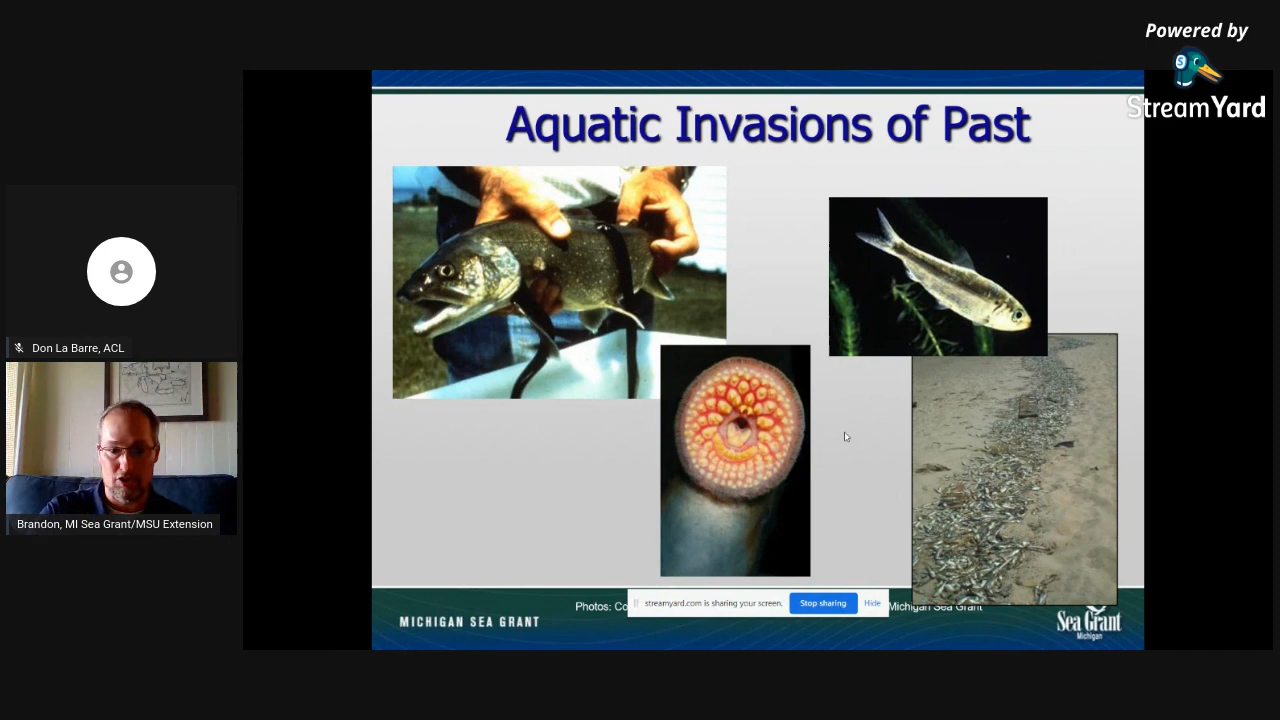 Powered by
StreamYard
Aquatic Invasions of Past
Don La Barre, ACL
Brandon, MI Sea Grant/MSU Extension
streamyard.com is sharing your screen.
Stop sharing
Hide
Photos:
Michigan Sea Grant
MICHIGAN SEA GRANT
Sea Grant
Michigan